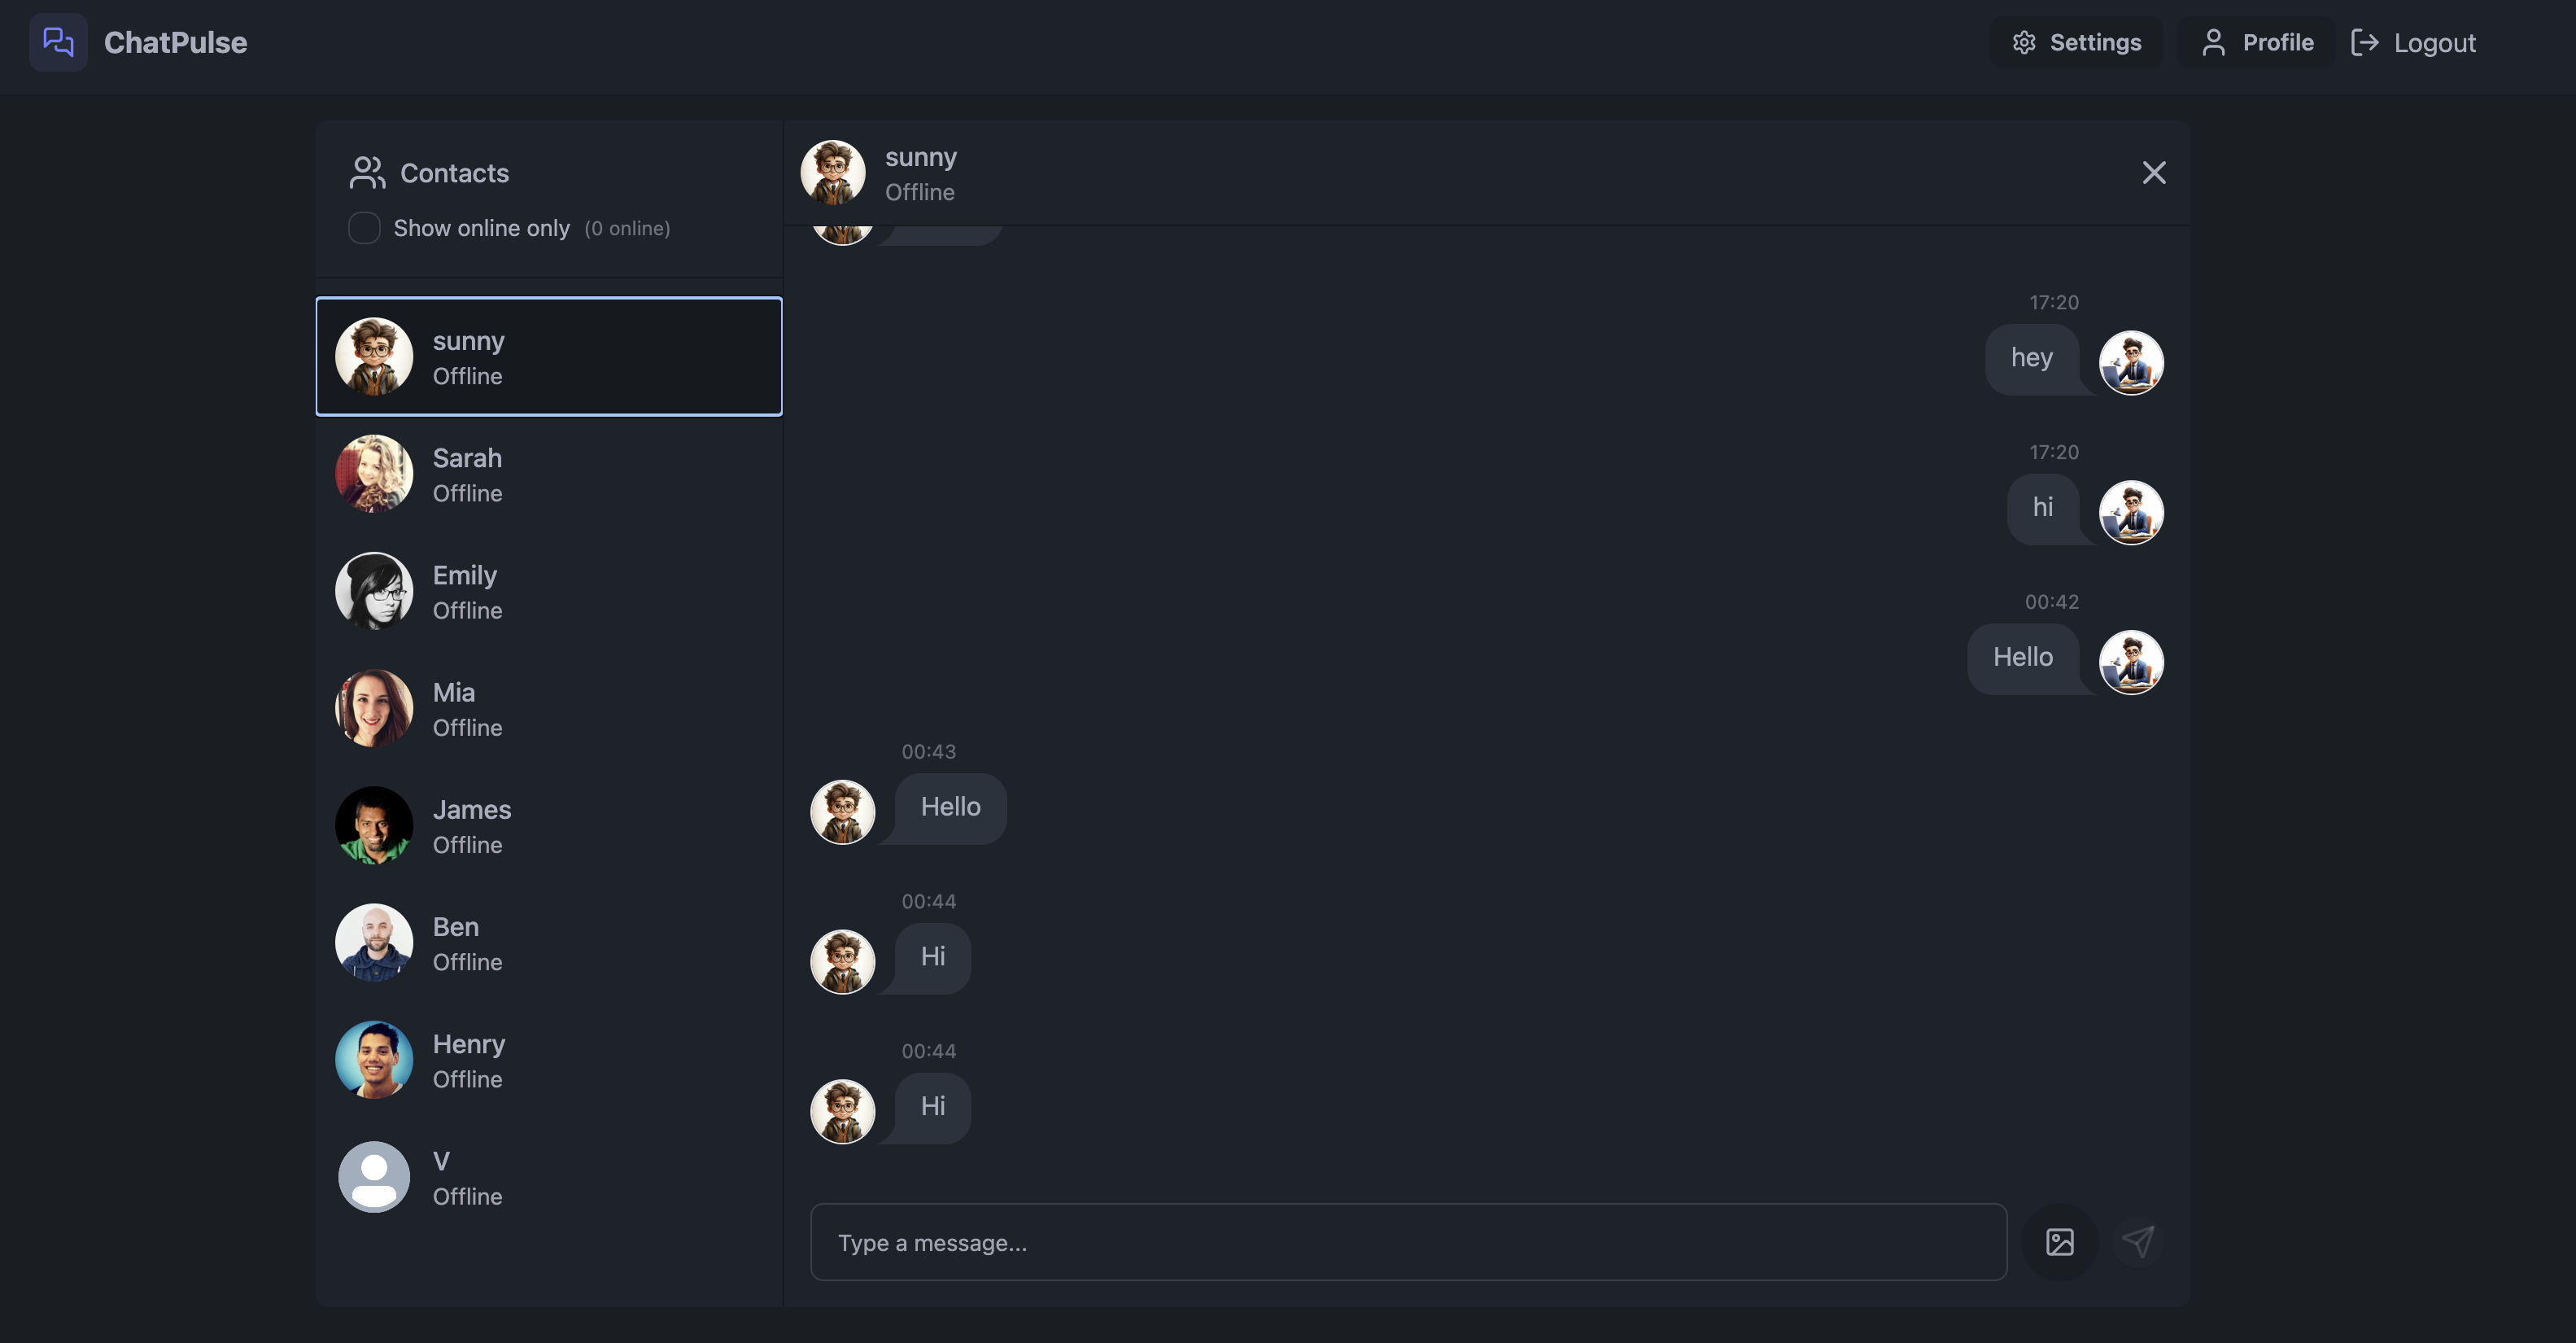 ChatPulse
Settings
Profile
Logout
Contacts
Show online only (0 online)
sunny
Offline
Sarah
Offline
Emily
Offline
Mia
Offline
James
Offline
Ben
Offline
Henry
Offline
V
Offline
sunny
Offline
17:20
hey
17:20
hi
00:42
Hello
00:43
Hello
00:44
Hi
00:44
Hi
Type a message...